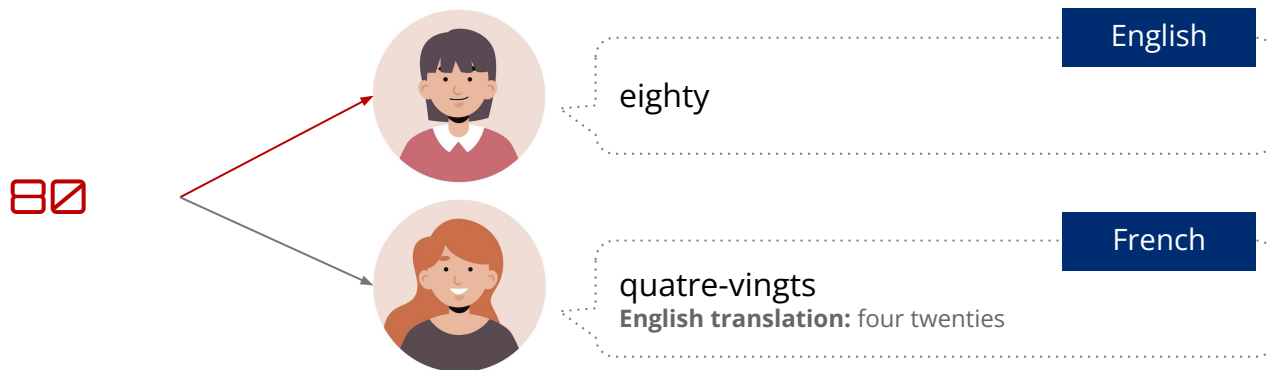 80
English
eighty
French
quatre-vingts
English translation: four twenties